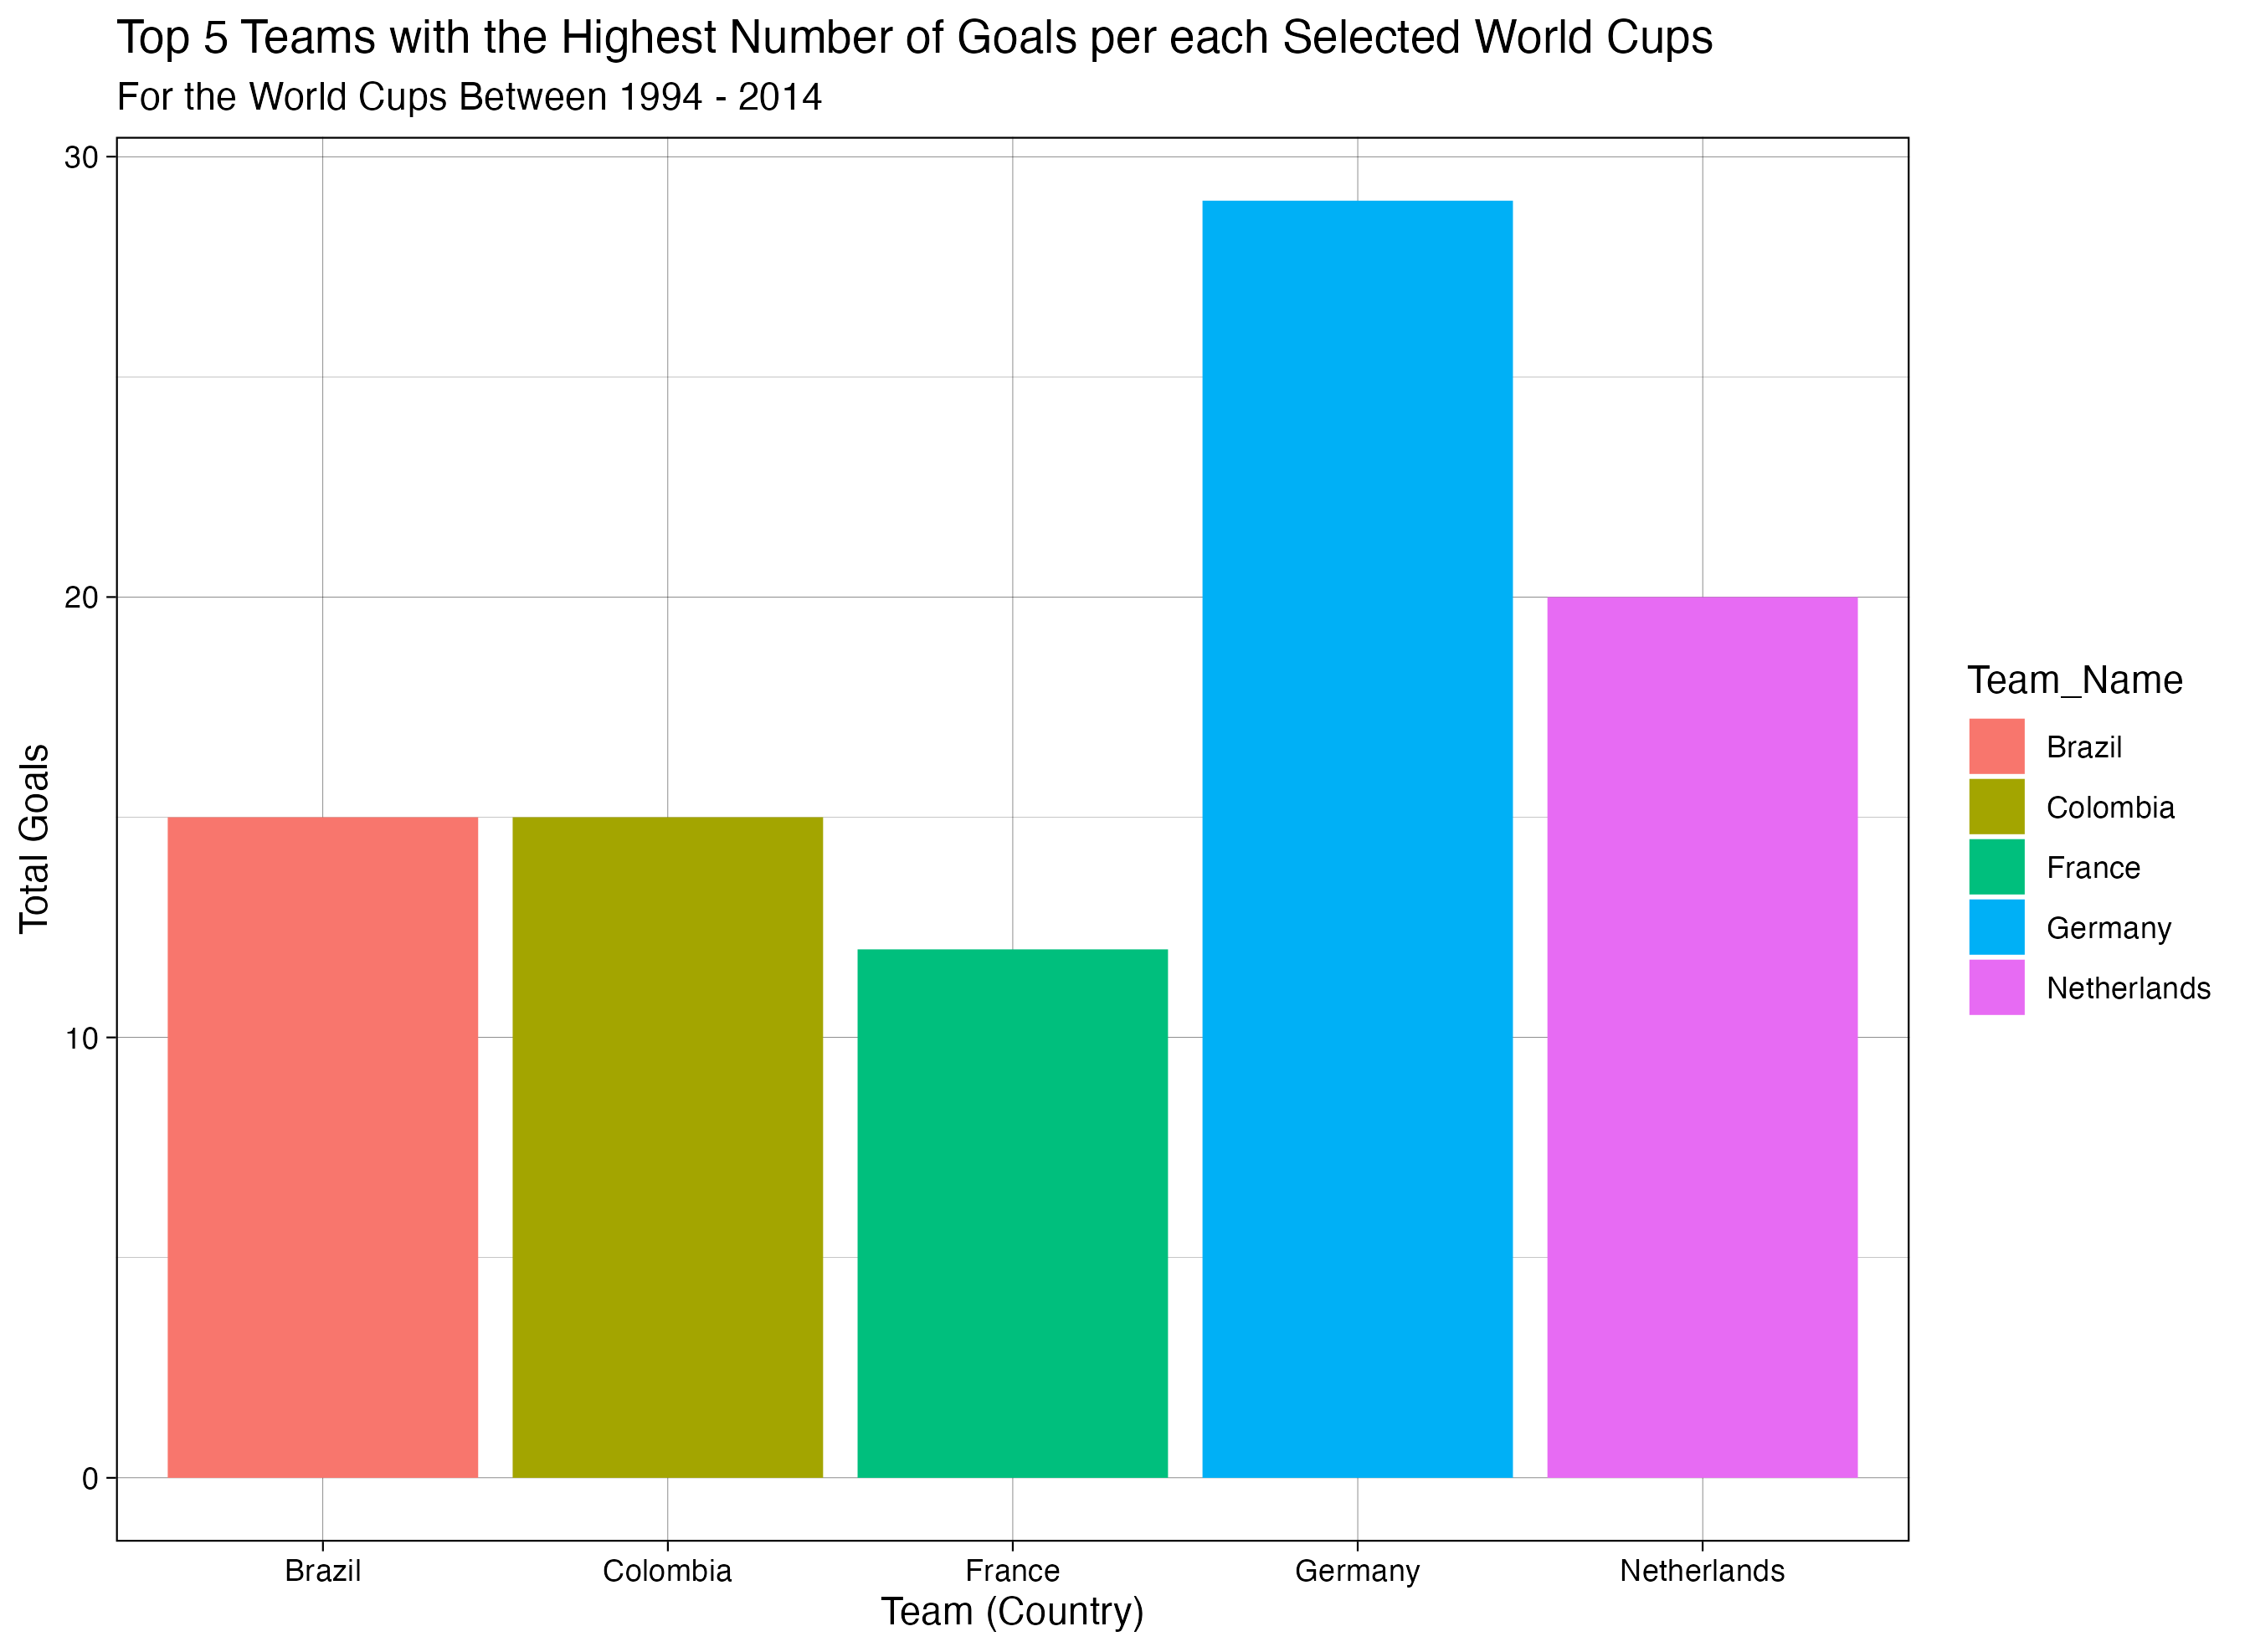 Top 5 Teams with the Highest Number of Goals per each Selected World Cups
For the World Cups Between 1994 - 2014
30
20
10
0
Total Goals
Brazil Colombia France Germany Netherlands
Team (Country)
Team_Name
Brazil
Colombia
France
Germany
Netherlands